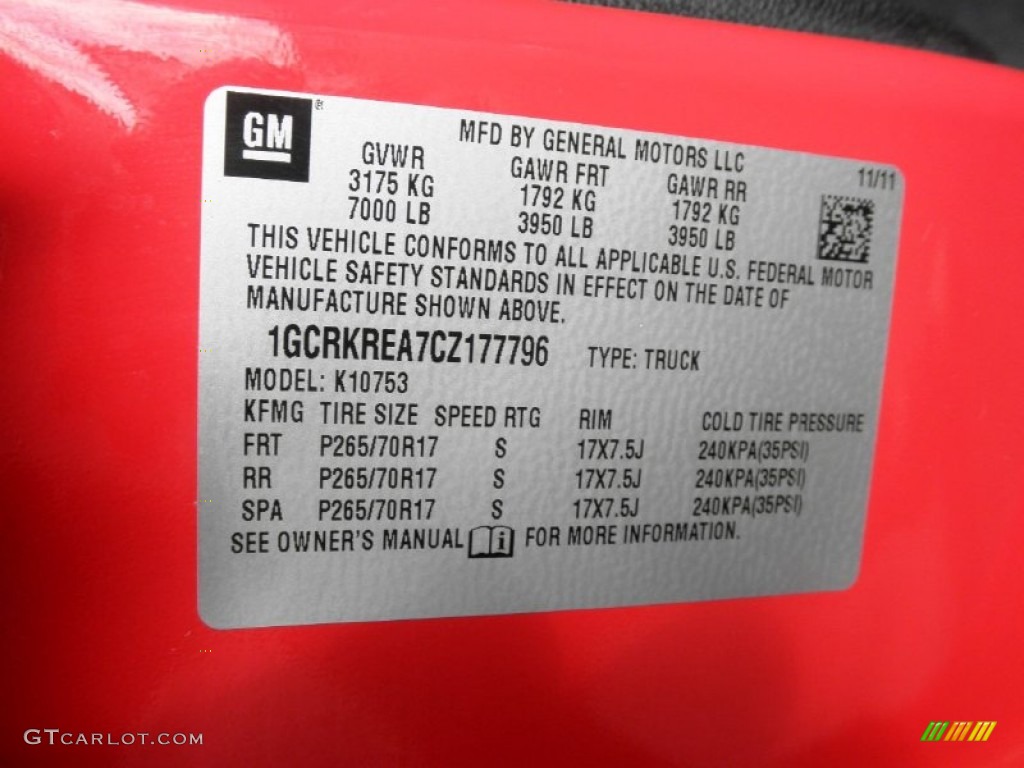 GM ®
MFD BY GENERAL MOTORS LLC
11/11
GVWR GAWR FRT GAWR RR
3175 KG 1792 KG 1792 KG
7000 LB 3950 LB 3950 LB
THIS VEHICLE CONFORMS TO ALL APPLICABLE U.S. FEDERAL MOTOR
VEHICLE SAFETY STANDARDS IN EFFECT ON THE DATE OF
MANUFACTURE SHOWN ABOVE.
1GCRKREA7CZ177796 TYPE: TRUCK
MODEL: K10753
KFMG TIRE SIZE SPEED RTG RIM COLD TIRE PRESSURE
FRT P265/70R17 S 17X7.5J 240KPA(35PSI)
RR P265/70R17 S 17X7.5J 240KPA(35PSI)
SPA P265/70R17 S 17X7.5J 240KPA(35PSI)
SEE OWNER'S MANUAL i FOR MORE INFORMATION.
GTCARLOT.COM